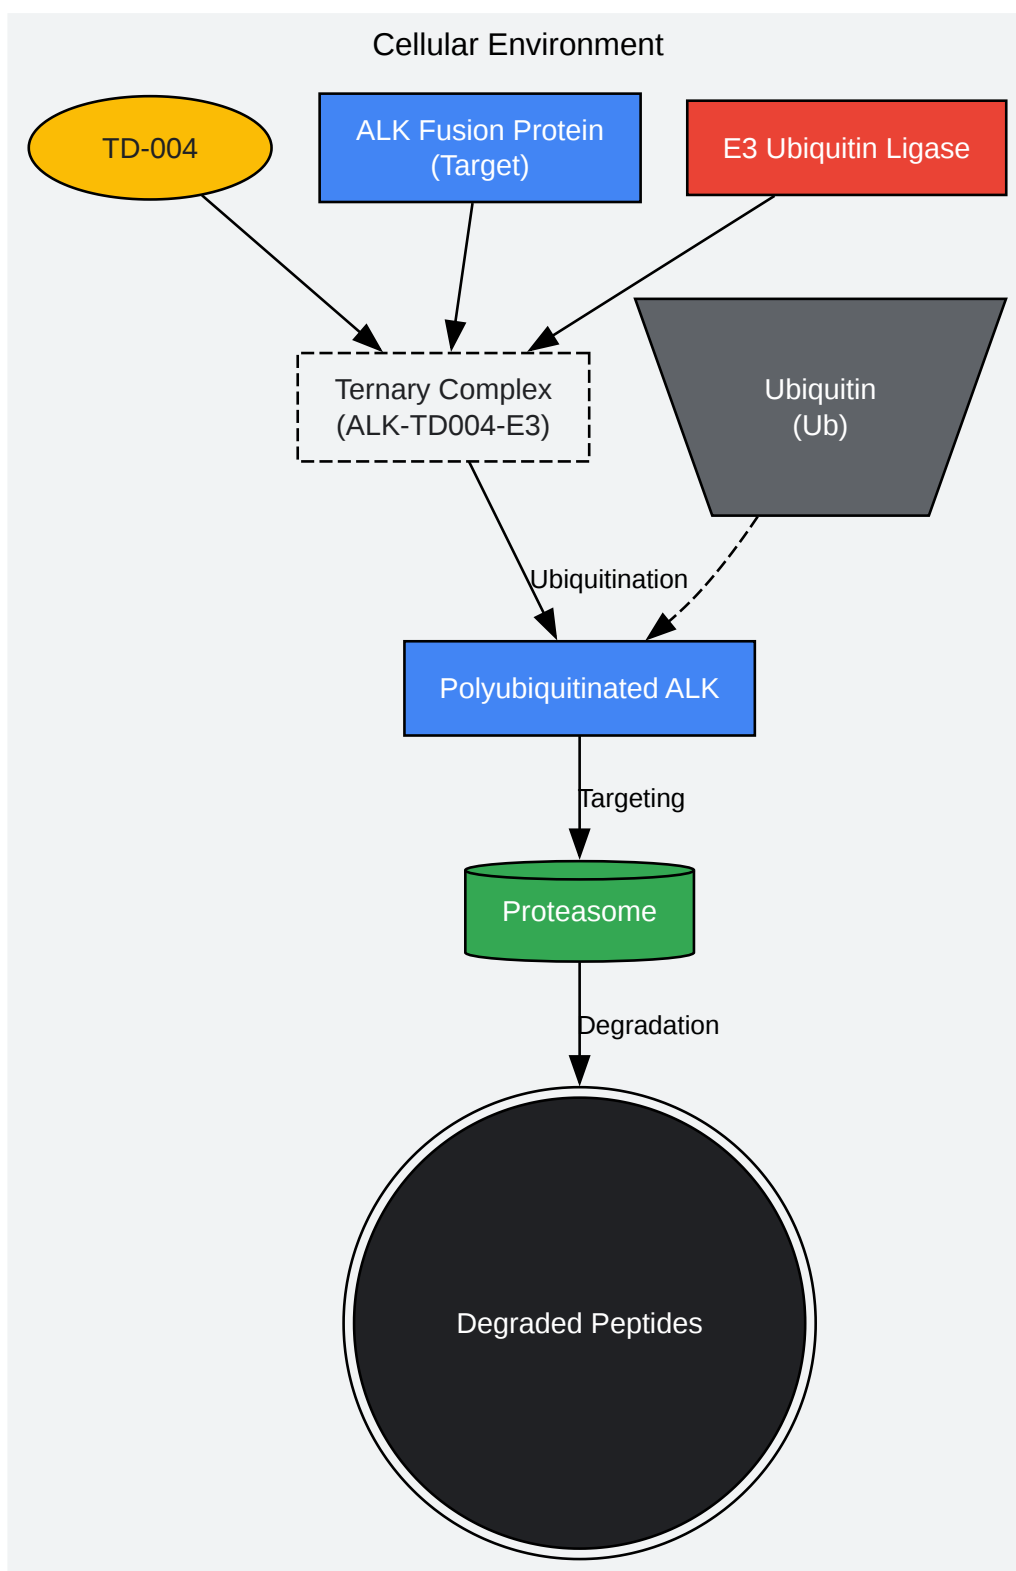 Cellular Environment
TD-004
ALK Fusion Protein
(Target)
E3 Ubiquitin Ligase
Ternary Complex
(ALK-TD004-E3)
Ubiquitin
(Ub)
Ubiquitination
Polyubiquitinated ALK
Targeting
Proteasome
Degradation
Degraded Peptides